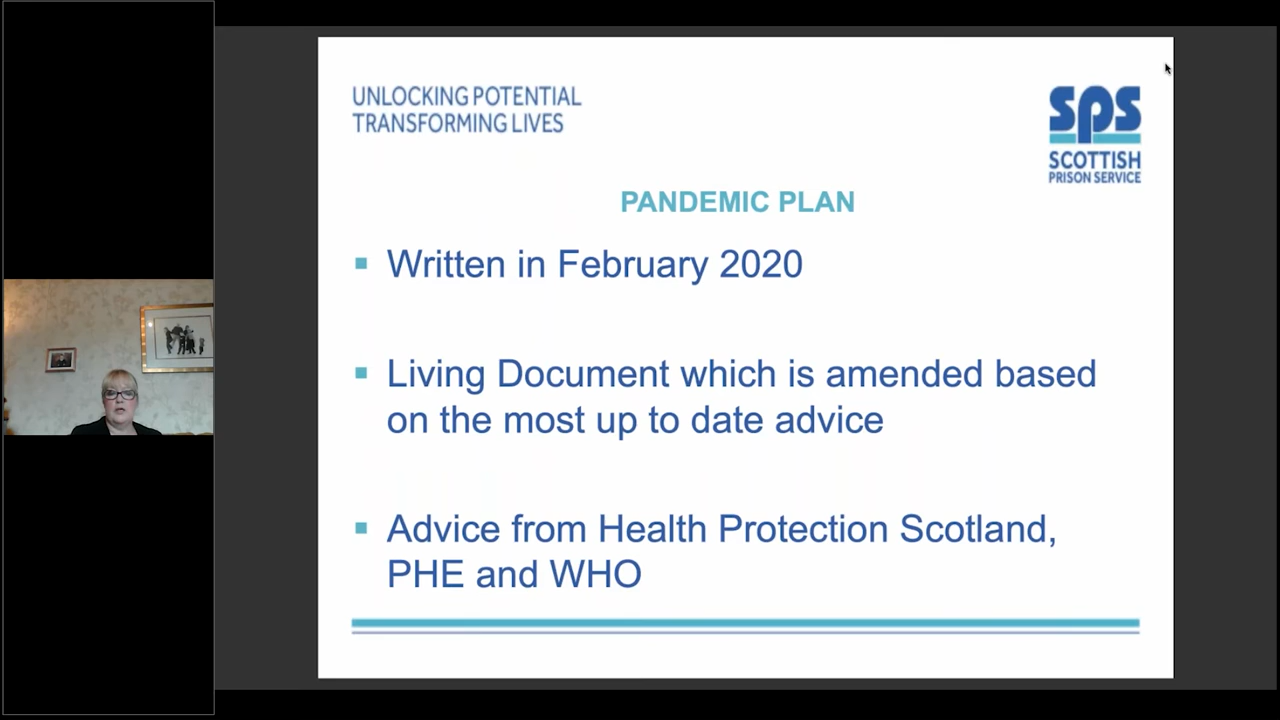 UNLOCKING POTENTIAL
TRANSFORMING LIVES
sps
SCOTTISH
PRISON SERVICE
PANDEMIC PLAN
Written in February 2020
Living Document which is amended based
on the most up to date advice
Advice from Health Protection Scotland,
PHE and WHO